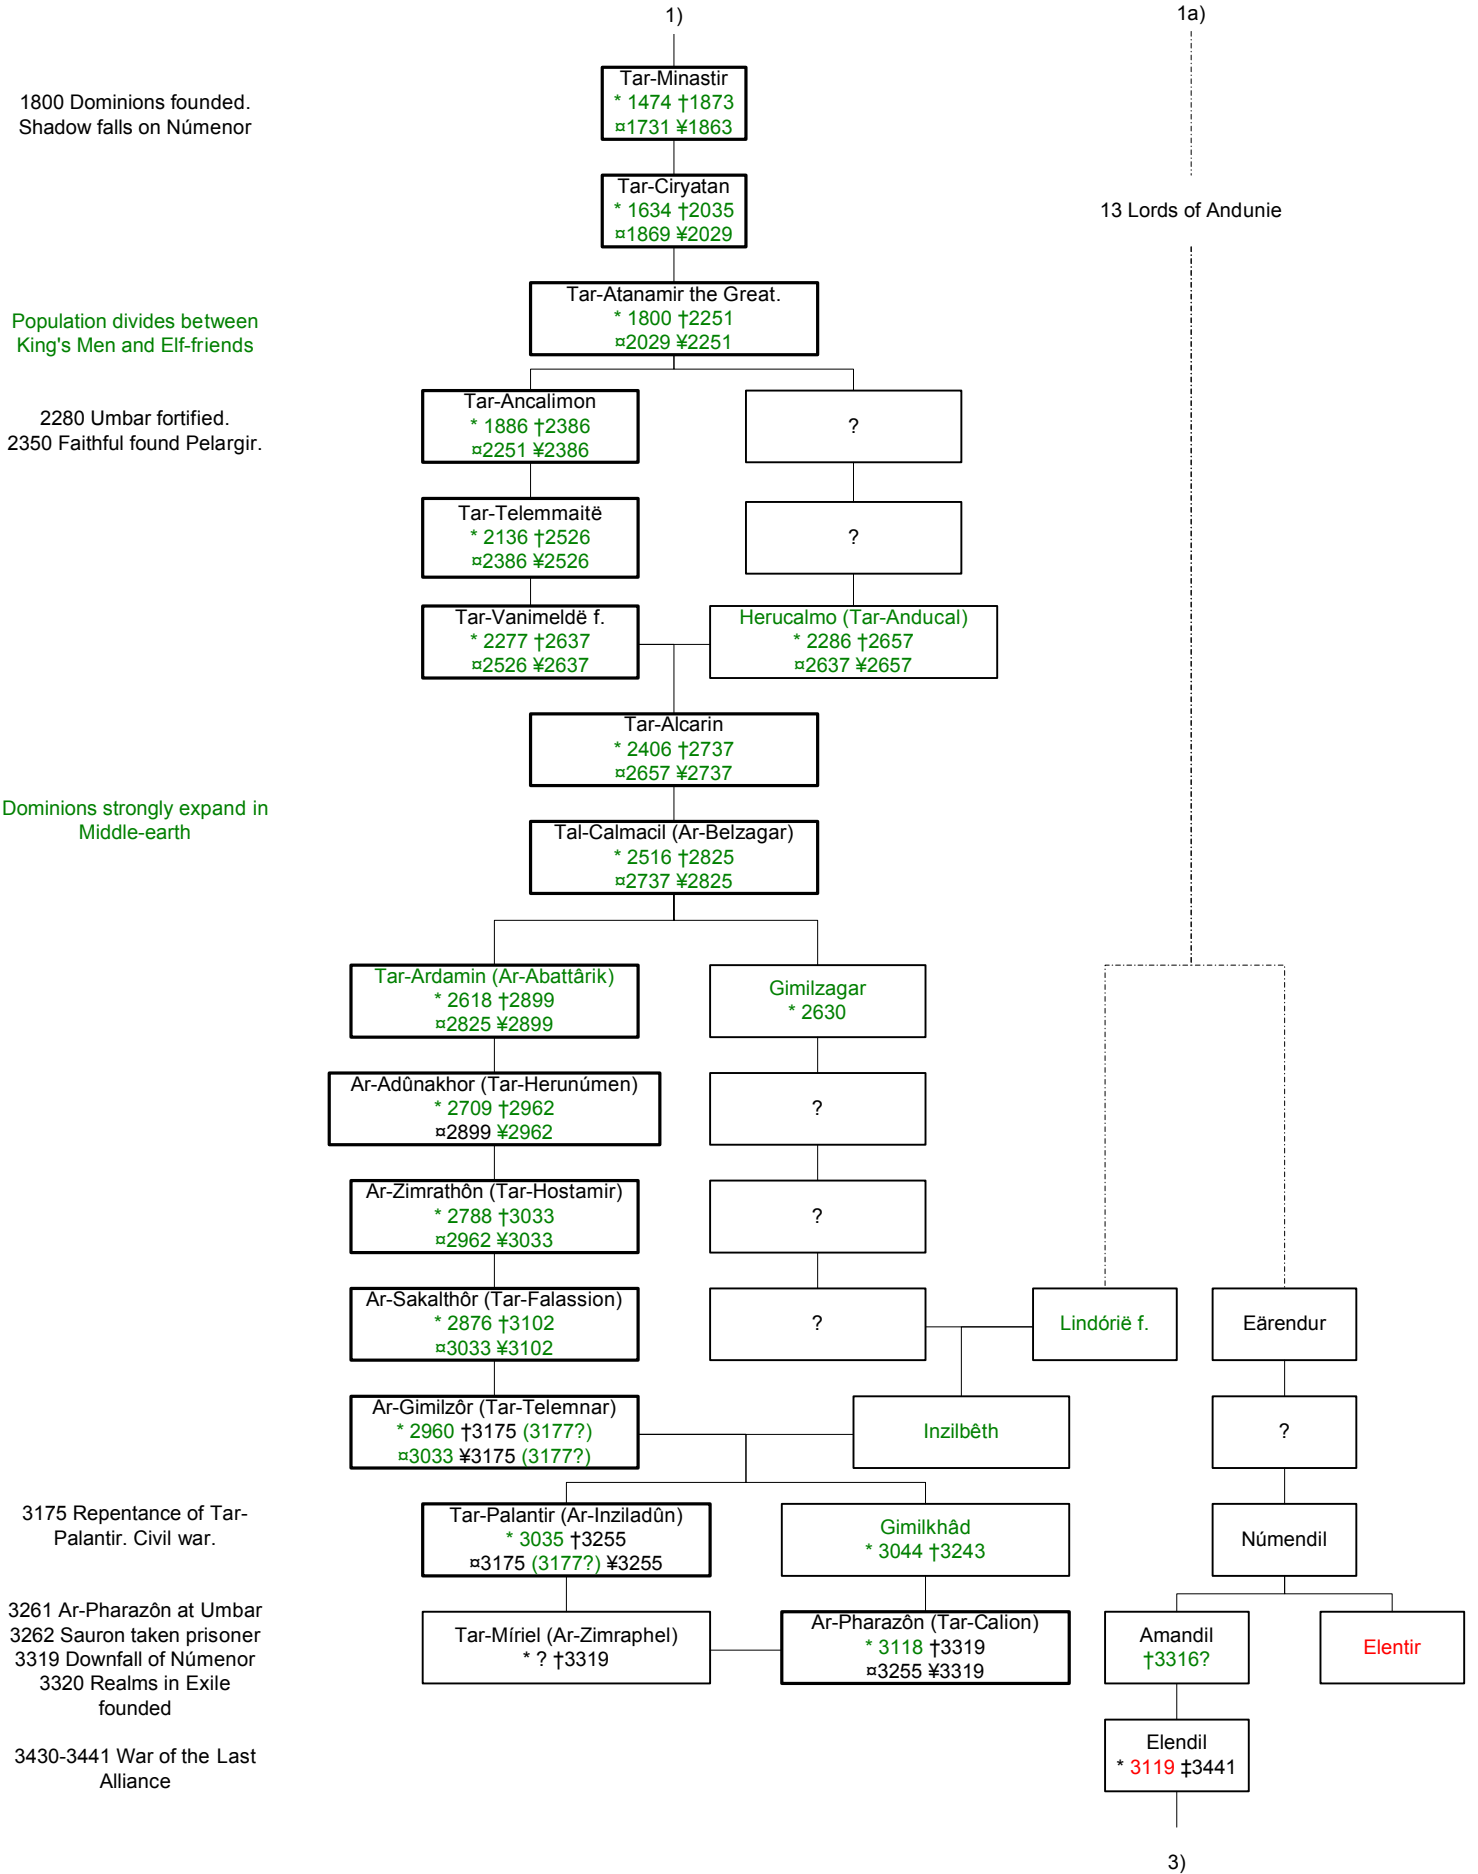 1)
1a)
1800 Dominions founded.
Shadow falls on Númenor
Tar-Minastir
* 1474 †1873
¤1731 ¥1863
Tar-Ciryatan
* 1634 †2035
¤1869 ¥2029
13 Lords of Andunie
Population divides between
King's Men and Elf-friends
Tar-Atanamir the Great.
* 1800 †2251
¤2029 ¥2251
2280 Umbar fortified.
2350 Faithful found Pelargir.
Tar-Ancalimon
* 1886 †2386
¤2251 ¥2386
?
Tar-Telemmaitë
* 2136 †2526
¤2386 ¥2526
?
Tar-Vanimeldë f.
* 2277 †2637
¤2526 ¥2637
Herucalmo (Tar-Anducal)
* 2286 †2657
¤2637 ¥2657
Tar-Alcarin
* 2406 †2737
¤2657 ¥2737
Dominions strongly expand in
Middle-earth
Tal-Calmacil (Ar-Belzagar)
* 2516 †2825
¤2737 ¥2825
Tar-Ardamin (Ar-Abattârik)
* 2618 †2899
¤2825 ¥2899
Gimilzagar
* 2630
Ar-Adûnakhor (Tar-Herunúmen)
* 2709 †2962
¤2899 ¥2962
?
Ar-Zimrathôn (Tar-Hostamir)
* 2788 †3033
¤2962 ¥3033
?
Ar-Sakalthôr (Tar-Falassion)
* 2876 †3102
¤3033 ¥3102
?
Lindórië f.
Eärendur
Ar-Gimilzôr (Tar-Telemnar)
* 2960 †3175 (3177?)
¤3033 ¥3175 (3177?)
Inzilbêth
?
3175 Repentance of Tar-
Palantir. Civil war.
Tar-Palantir (Ar-Inziladûn)
* 3035 †3255
¤3175 (3177?) ¥3255
Gimilkhâd
* 3044 †3243
Númendil
3261 Ar-Pharazôn at Umbar
3262 Sauron taken prisoner
3319 Downfall of Númenor
3320 Realms in Exile
founded
Tar-Míriel (Ar-Zimraphel)
* ? †3319
Ar-Pharazôn (Tar-Calion)
* 3118 †3319
¤3255 ¥3319
Amandil
†3316?
Elentir
3430-3441 War of the Last
Alliance
Elendil
* 3119 ‡3441
3)